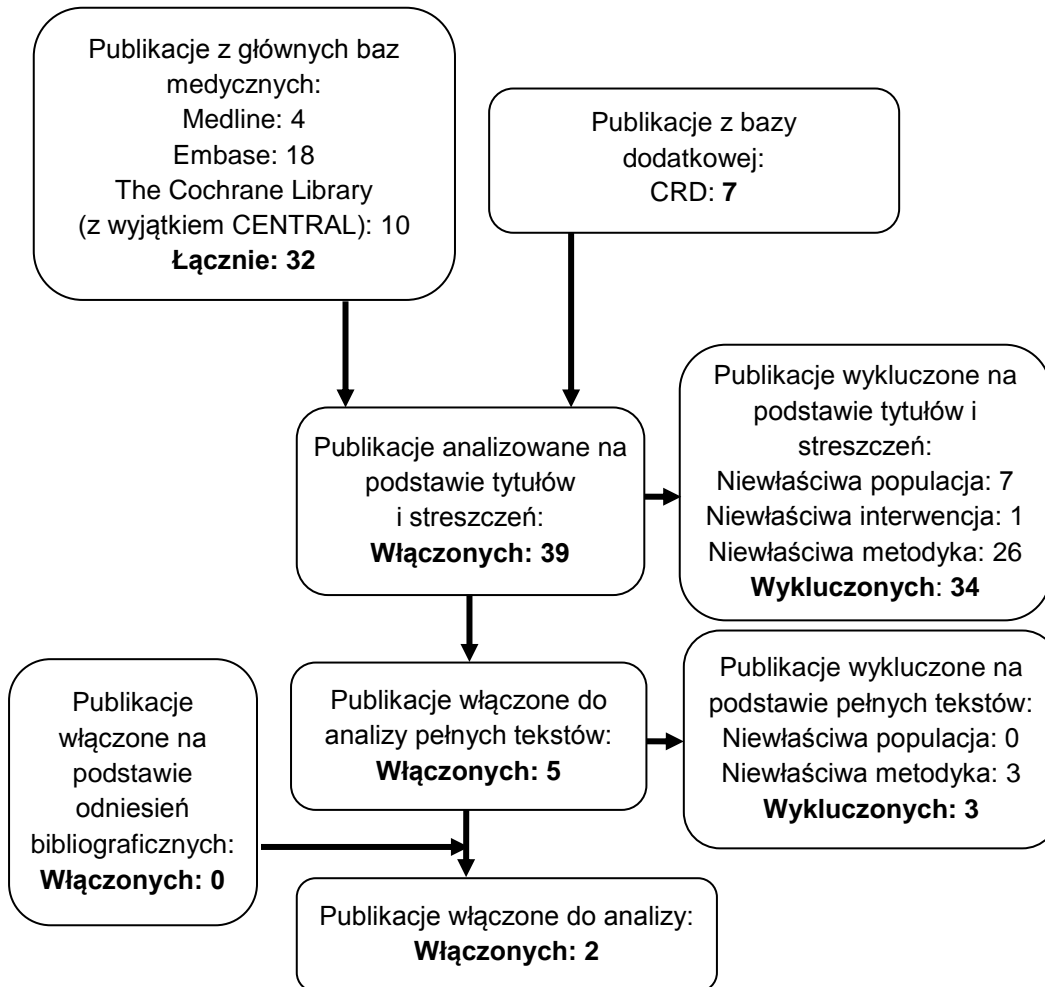 Publikacje z głównych baz
medycznych:
Medline: 4
Embase: 18
The Cochrane Library
(z wyjątkiem CENTRAL): 10
Łącznie: 32
Publikacje z bazy
dodatkowej:
CRD: 7
Publikacje analizowane na
podstawie tytułów
i streszczeń:
Włączonych: 39
Publikacje wykluczone na
podstawie tytułów i
streszczeń:
Niewłaściwa populacja: 7
Niewłaściwa interwencja: 1
Niewłaściwa metodyka: 26
Wykluczonych: 34
Publikacje włączone do
analizy pełnych tekstów:
Włączonych: 5
Publikacje wykluczone na
podstawie pełnych tekstów:
Niewłaściwa populacja: 0
Niewłaściwa metodyka: 3
Wykluczonych: 3
Publikacje
włączone na
podstawie
odniesień
bibliograficznych:
Włączonych: 0
Publikacje włączone do analizy:
Włączonych: 2